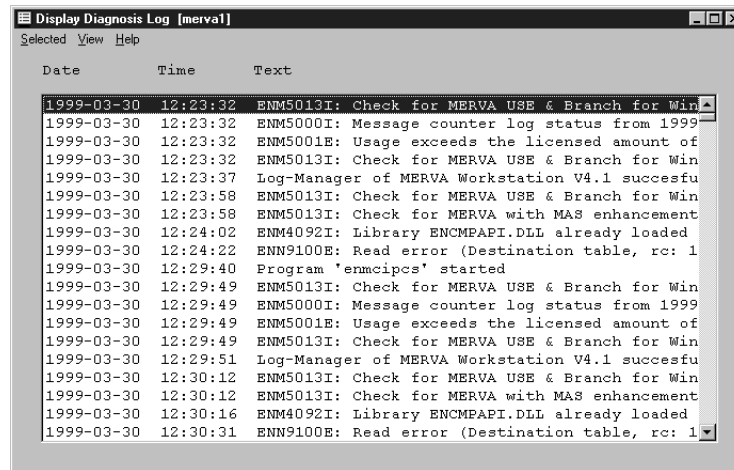 Display Diagnosis Log [merva1]
Selected View Help
Date Time Text
1999-03-30 12:23:32 ENM5013I: Check for MERVA USE & Branch for Win
1999-03-30 12:23:32 ENM5000I: Message counter log status from 1999
1999-03-30 12:23:32 ENM5001E: Usage exceeds the licensed amount of
1999-03-30 12:23:32 ENM5013I: Check for MERVA USE & Branch for Win
1999-03-30 12:23:37 Log-Manager of MERVA Workstation V4.1 succesfu
1999-03-30 12:23:58 ENM5013I: Check for MERVA USE & Branch for Win
1999-03-30 12:23:58 ENM5013I: Check for MERVA with MAS enhancement
1999-03-30 12:24:02 ENM4092I: Library ENCMPAPI.DLL already loaded
1999-03-30 12:24:22 ENN9100E: Read error (Destination table, rc: 1
1999-03-30 12:29:40 Program 'enmcipcs' started
1999-03-30 12:29:49 ENM5013I: Check for MERVA USE & Branch for Win
1999-03-30 12:29:49 ENM5000I: Message counter log status from 1999
1999-03-30 12:29:49 ENM5001E: Usage exceeds the licensed amount of
1999-03-30 12:29:49 ENM5013I: Check for MERVA USE & Branch for Win
1999-03-30 12:29:51 Log-Manager of MERVA Workstation V4.1 succesfu
1999-03-30 12:30:12 ENM5013I: Check for MERVA USE & Branch for Win
1999-03-30 12:30:12 ENM5013I: Check for MERVA with MAS enhancement
1999-03-30 12:30:16 ENM4092I: Library ENCMPAPI.DLL already loaded
1999-03-30 12:30:31 ENN9100E: Read error (Destination table, rc: 1